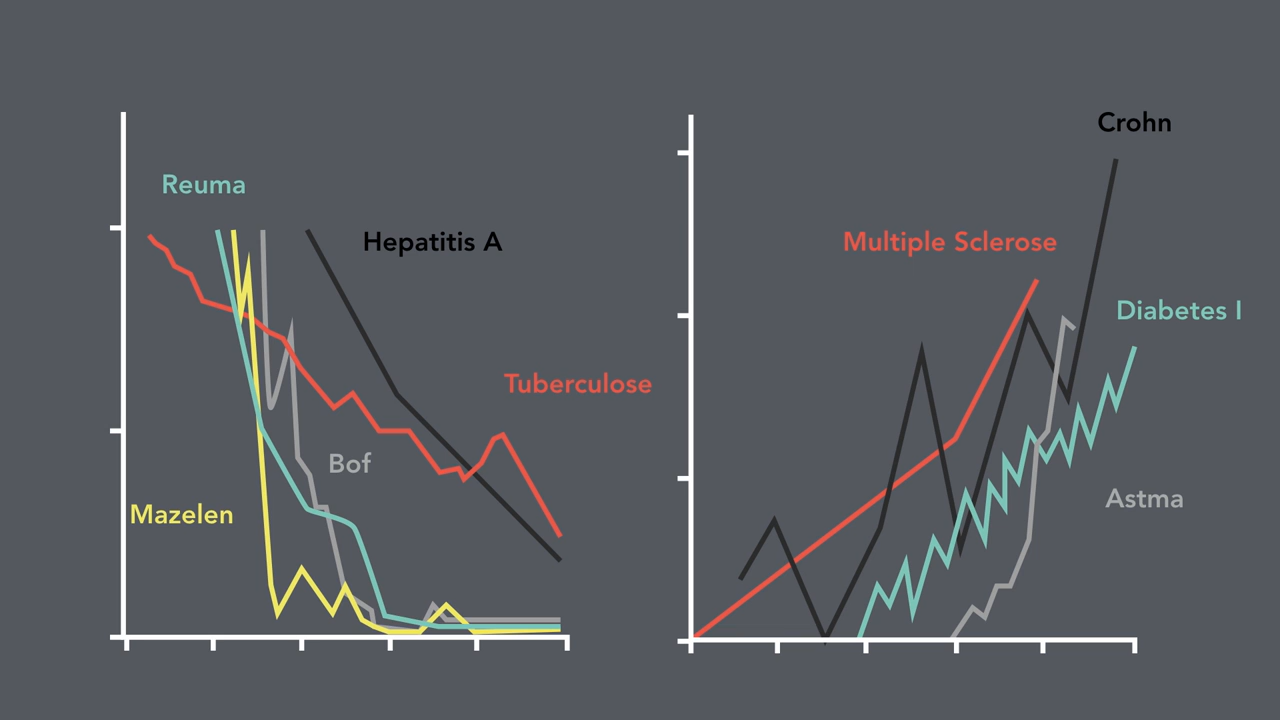 Reuma
Hepatitis A
Tuberculose
Bof
Mazelen
Crohn
Multiple Sclerose
Diabetes I
Astma